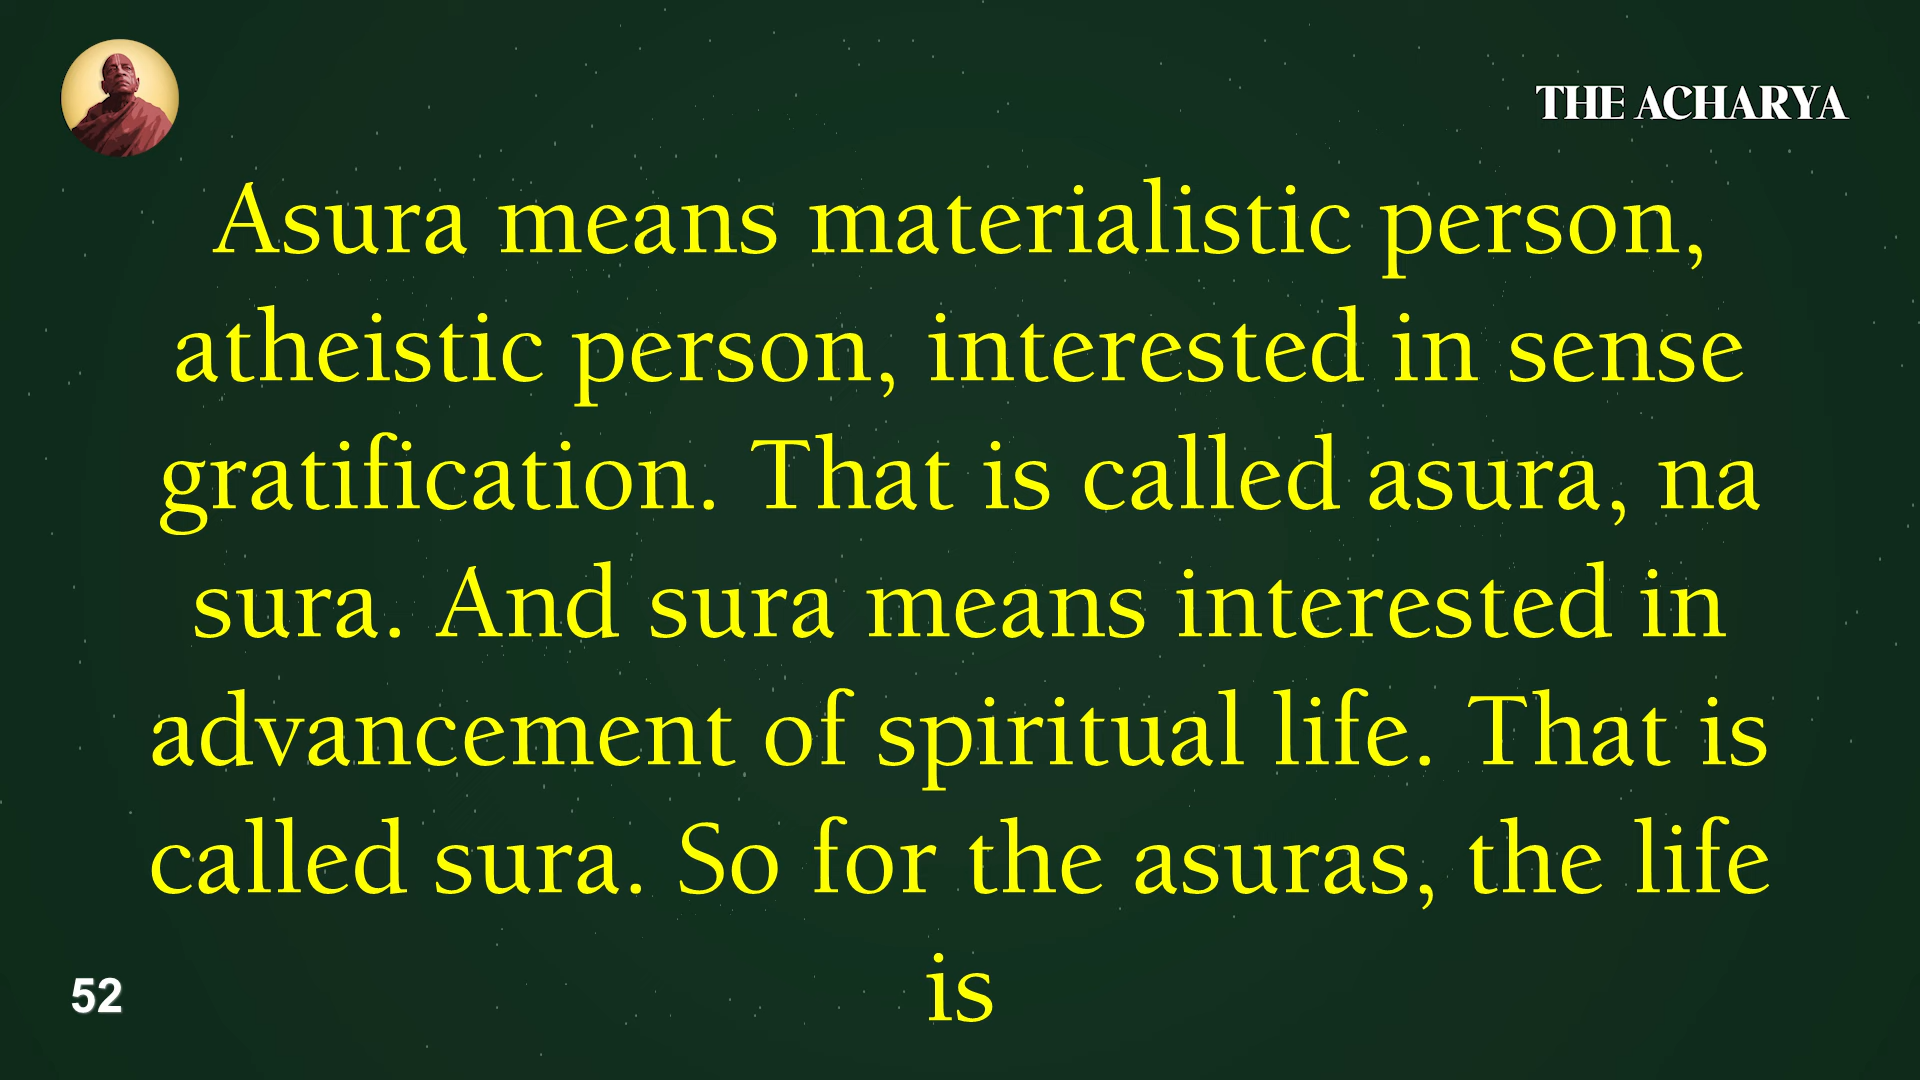 THE ACHARYA
Asura means materialistic person,
atheistic person, interested in sense
gratification. That is called asura, na
sura. And sura means interested in
advancement of spiritual life. That is
called sura. So for the asuras, the life
is
52